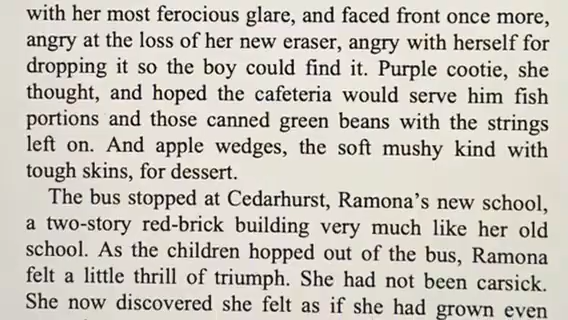 with her most ferocious glare, and faced front once more,
angry at the loss of her new eraser, angry with herself for
dropping it so the boy could find it. Purple cootie, she
thought, and hoped the cafeteria would serve him fish
portions and those canned green beans with the strings
left on. And apple wedges, the soft mushy kind with
tough skins, for dessert.
The bus stopped at Cedarhurst, Ramona's new school,
a two-story red-brick building very much like her old
school. As the children hopped out of the bus, Ramona
felt a little thrill of triumph. She had not been carsick.
She now discovered she felt as if she had grown even